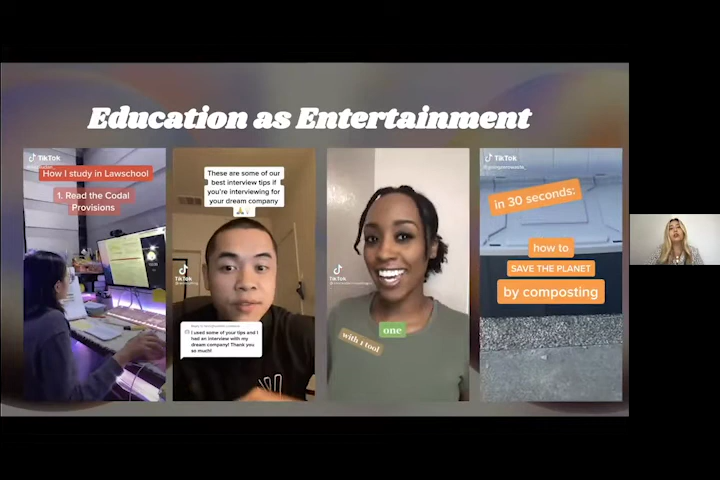 Education as Entertainment
TikTok
How I study in Lawschool
1. Read the Codal
Provisions
These are some of our
best interview tips if
you're interviewing for
your dream company
TikTok
I used some of your tips and I
had an interview with my
dream company! Thank you
so much!
TikTok
one
with 1 tool
TikTok
in 30 seconds:
how to
SAVE THE PLANET
by composting